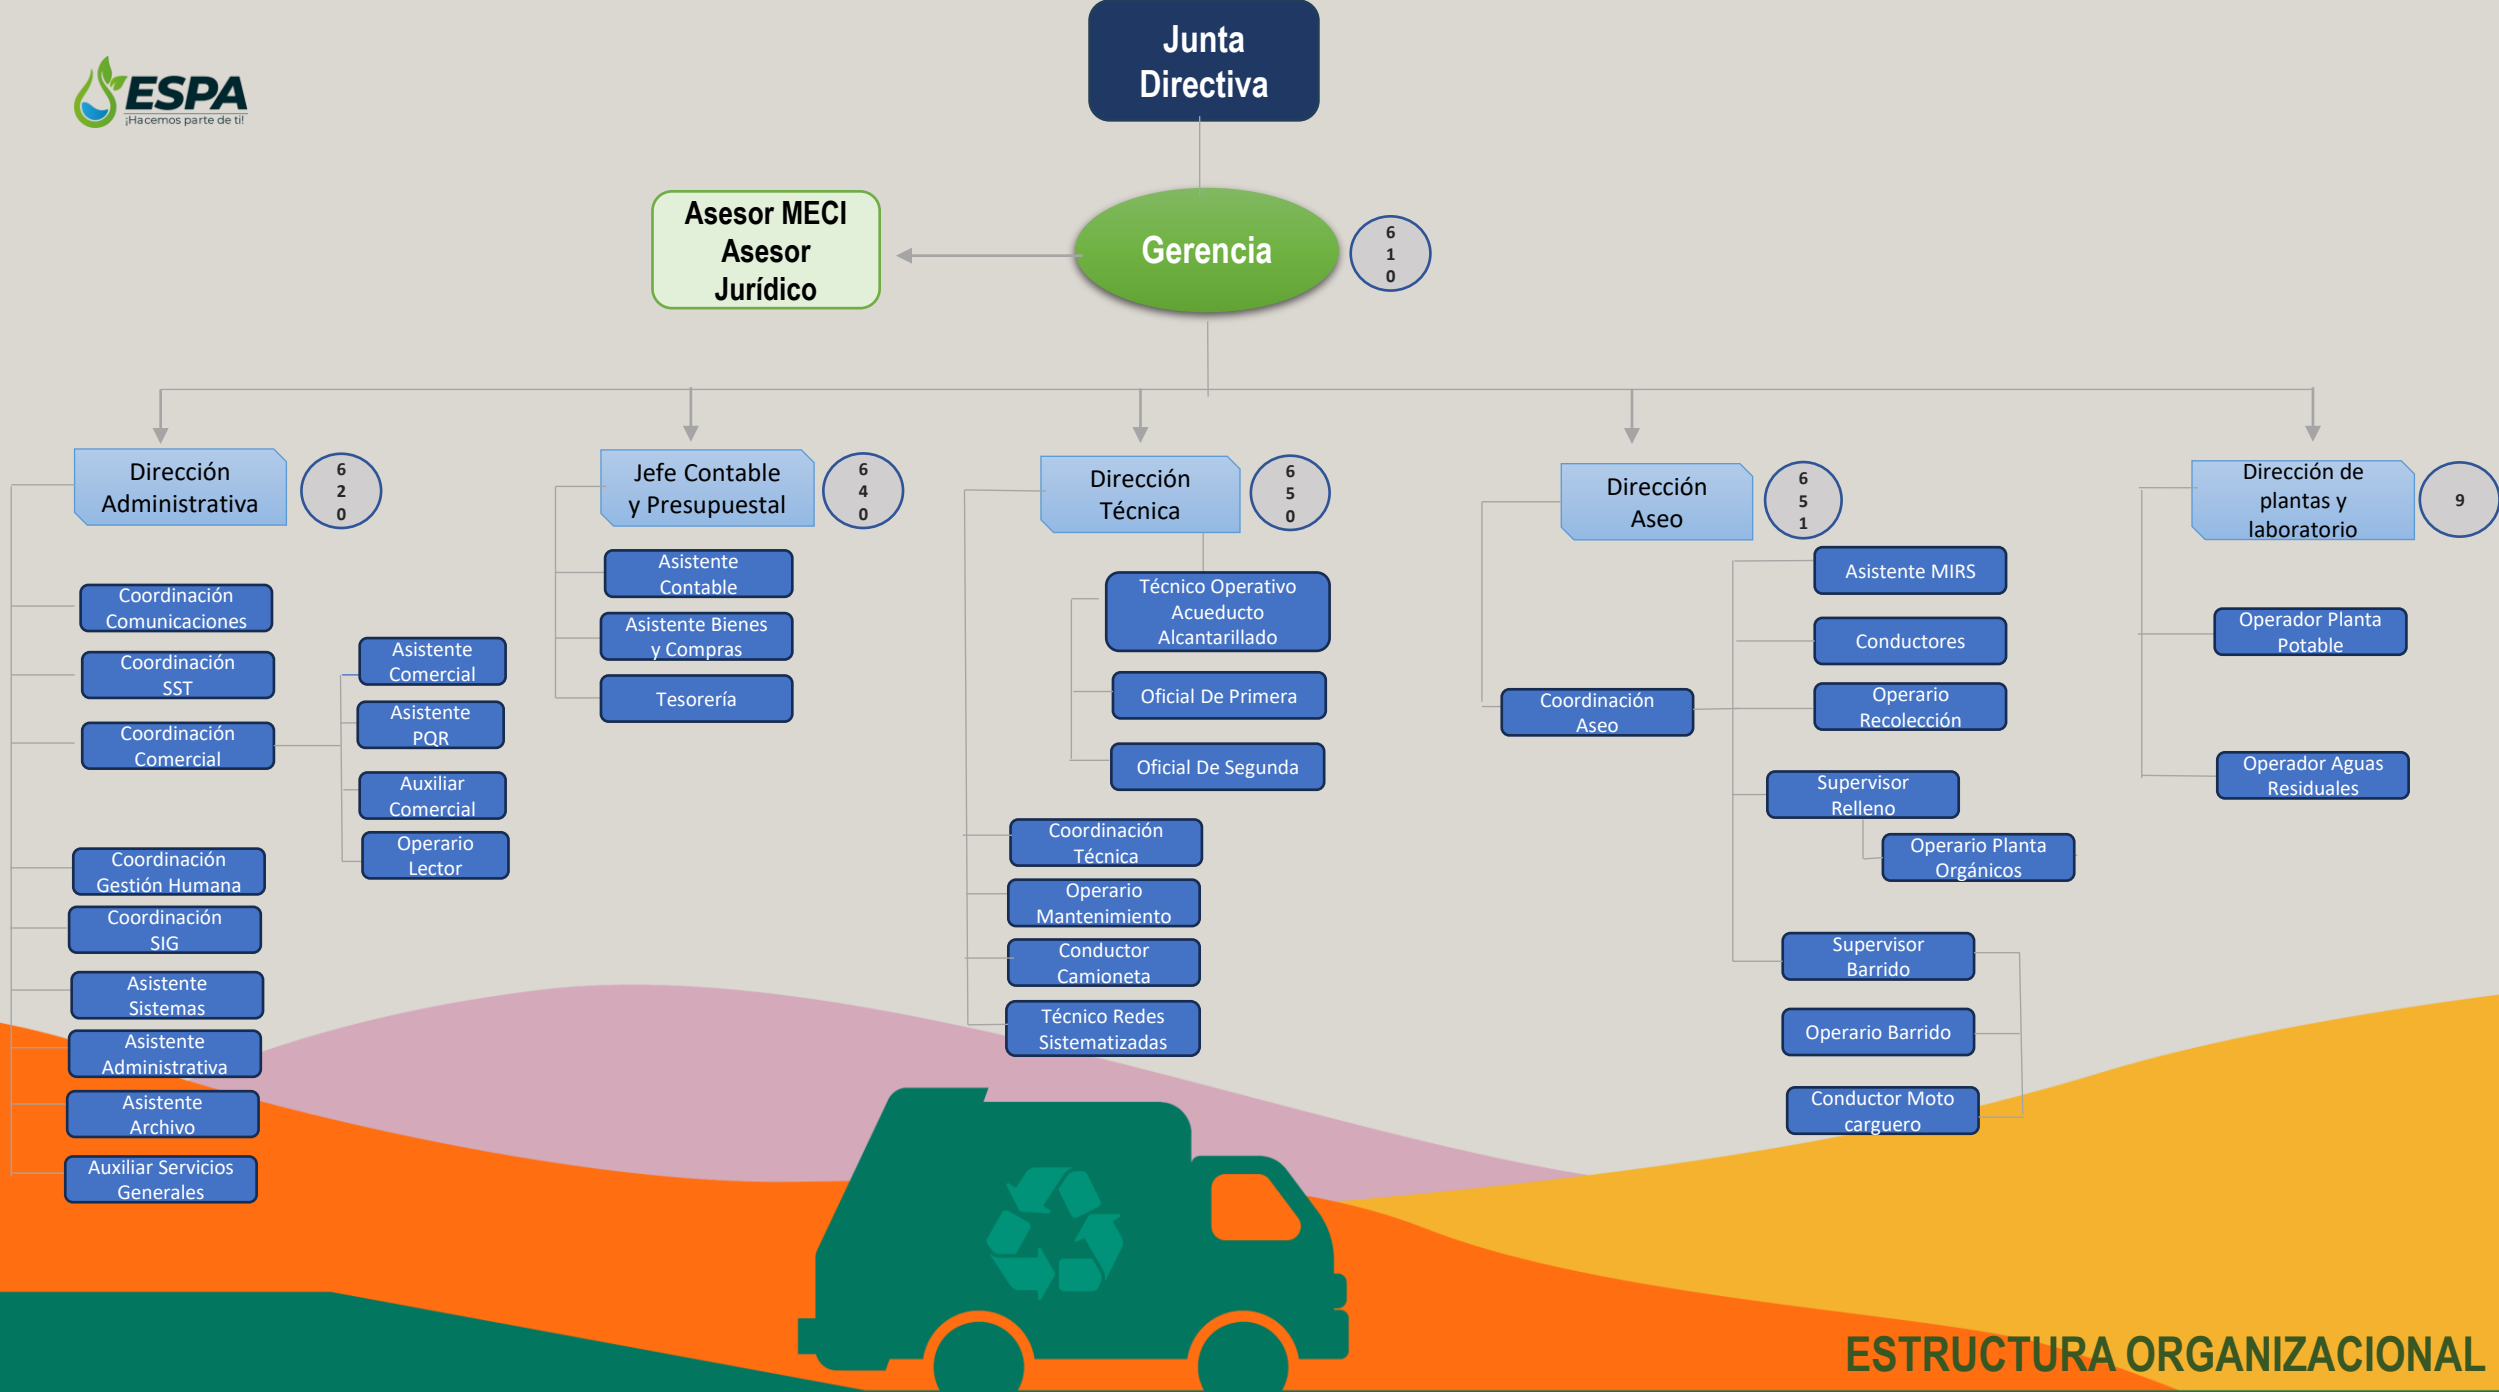 Junta
Directiva
ESPA
¡Hacemos parte de ti!
Asesor MECI
Asesor
Jurídico
Gerencia
6
1
0
Dirección
Administrativa
6
2
0
Jefe Contable
y Presupuestal
6
4
0
Dirección
Técnica
6
5
0
Dirección
Aseo
6
5
1
Dirección de
plantas y
laboratorio
9
Coordinación
Comunicaciones
Coordinación
SST
Coordinación
Comercial
Asistente
Comercial
Asistente
PQR
Auxiliar
Comercial
Operario
Lector
Coordinación
Gestión Humana
Coordinación
SIG
Asistente
Sistemas
Asistente
Administrativa
Asistente
Archivo
Auxiliar Servicios
Generales
Asistente
Contable
Asistente Bienes
y Compras
Tesorería
Técnico Operativo
Acueducto
Alcantarillado
Oficial De Primera
Oficial De Segunda
Coordinación
Técnica
Operario
Mantenimiento
Conductor
Camioneta
Técnico Redes
Sistematizadas
Coordinación
Aseo
Asistente MIRS
Conductores
Operario
Recolección
Supervisor
Relleno
Operario Planta
Orgánicos
Supervisor
Barrido
Operario Barrido
Conductor Moto
carguero
Operador Planta
Potable
Operador Aguas
Residuales
ESTRUCTURA ORGANIZACIONAL